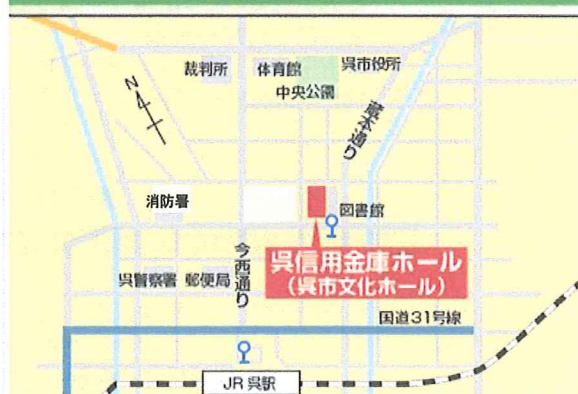 裁判所
体育館
呉市役所
中央公園
N
蔵本通り
消防署
図書館
呉信用金庫ホール
(呉市文化ホール)
今西通り
呉警察署
郵便局
国道31号線
JR 呉駅